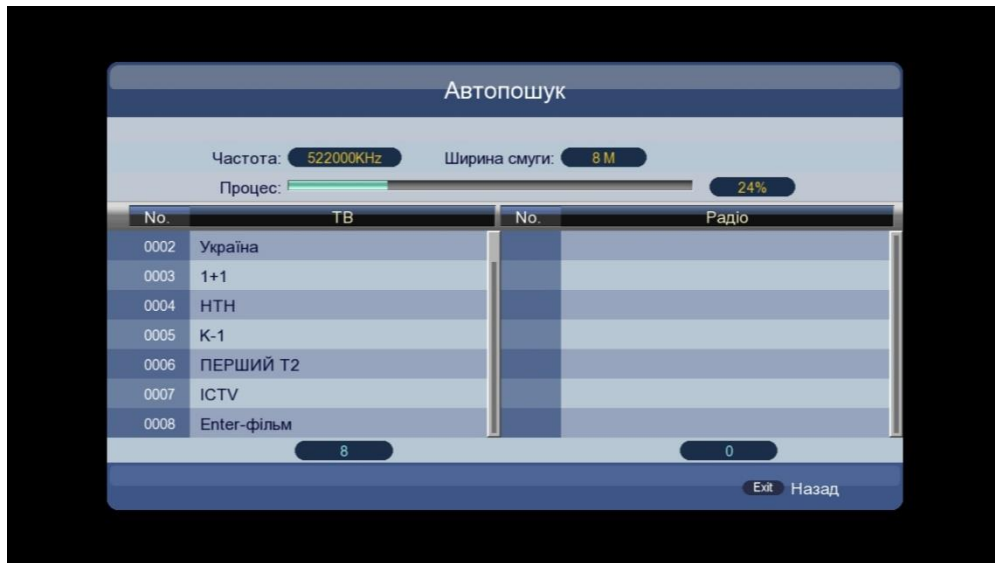 Автопошук
Частота: 522000KHz Ширина смуги: 8 M
Процес: 24%
No. ТВ No. Радіо
0002 Україна
0003 1+1
0004 НТН
0005 К-1
0006 ПЕРШИЙ Т2
0007 ICTV
0008 Enter-фільм
8 0
Exit Назад